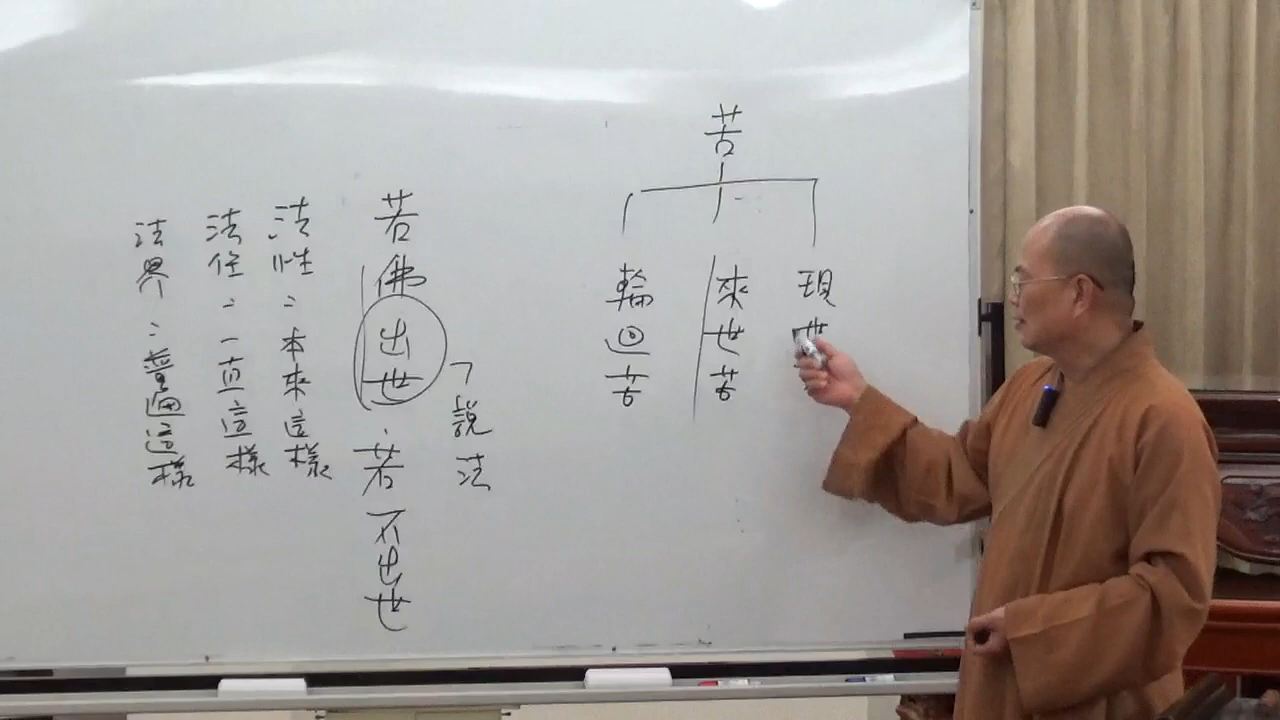 苦
現世
來世苦
輪迴苦
說法
若佛出世.若不出世
法性:本來這樣
法住:一直這樣
法界:普遍這樣